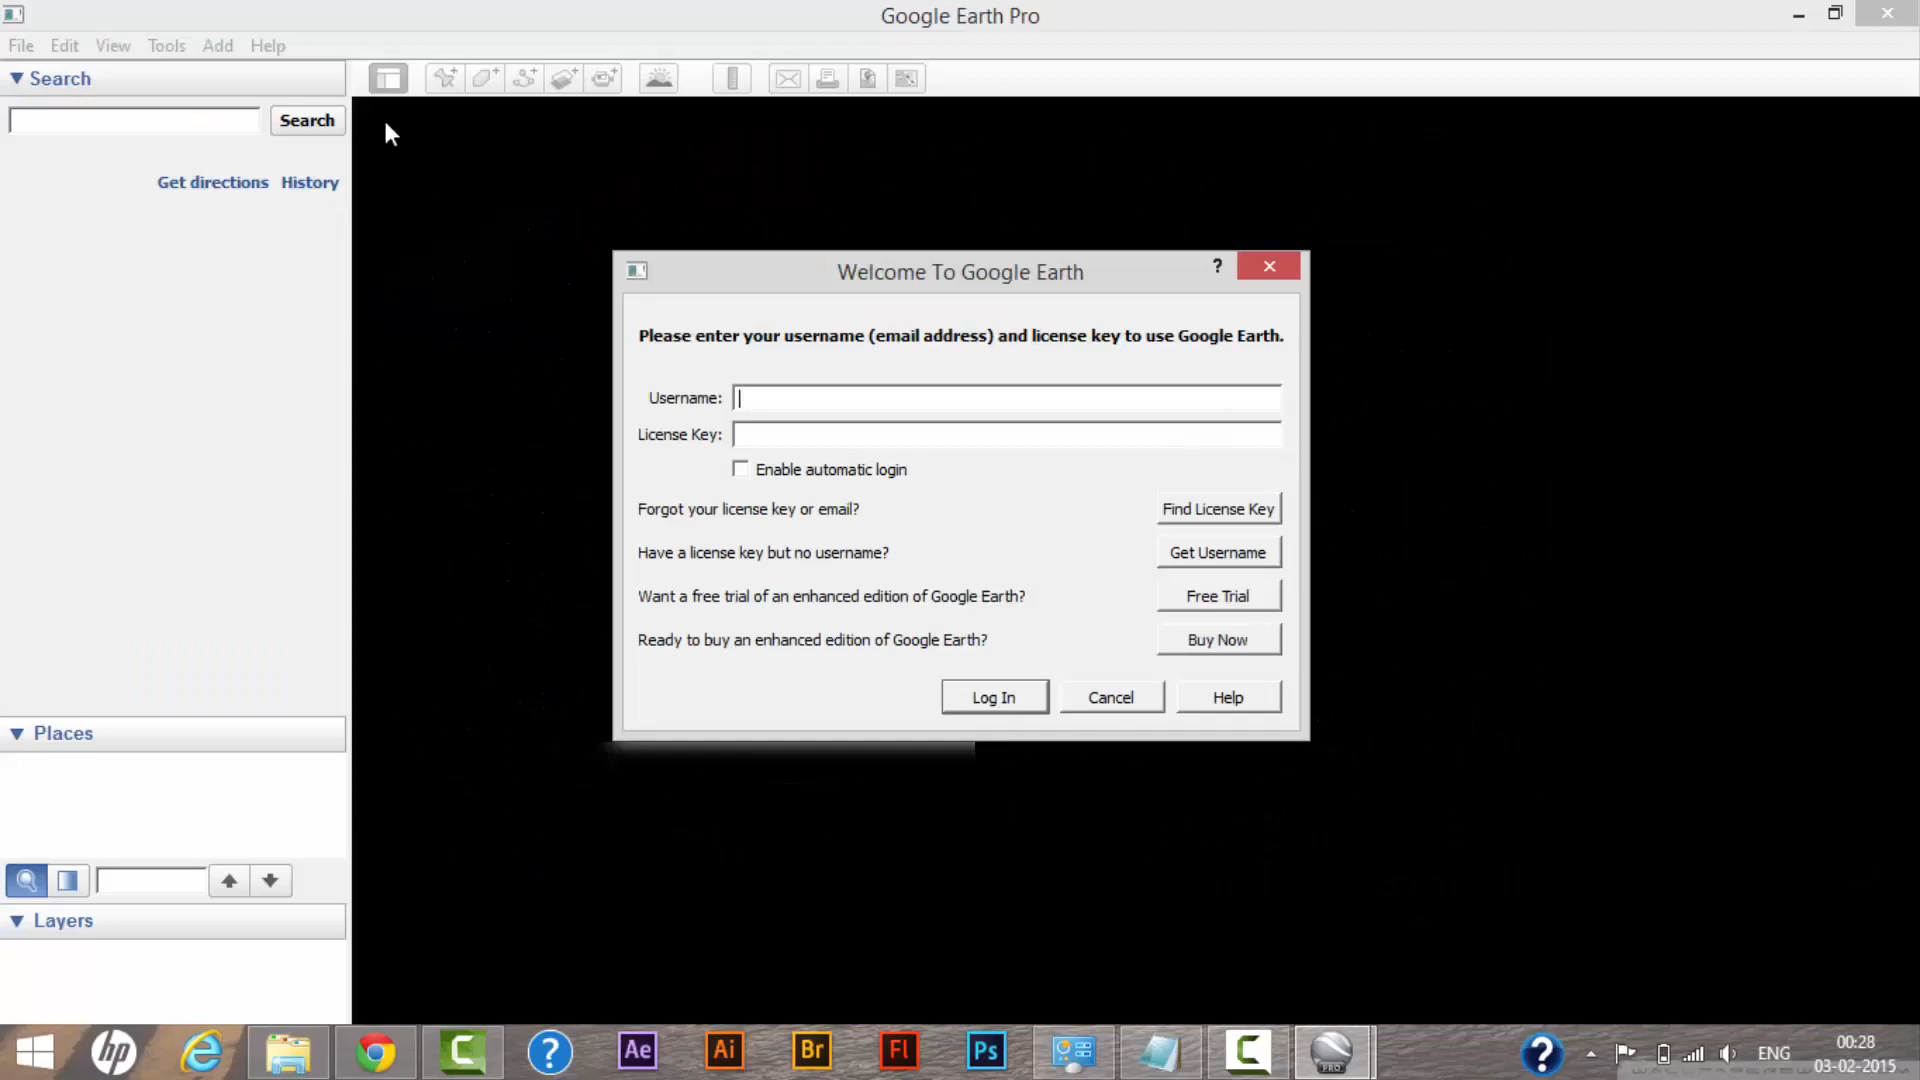 Google Earth Pro
File Edit View Tools Add Help
Search
Search
Get directions History
Welcome To Google Earth ?
Please enter your username (email address) and license key to use Google Earth.
Username:
License Key:
Enable automatic login
Forgot your license key or email? Find License Key
Have a license key but no username? Get Username
Want a free trial of an enhanced edition of Google Earth? Free Trial
Ready to buy an enhanced edition of Google Earth? Buy Now
Log In Cancel Help
Places
Layers
hp ? Ae Ai Br Fl Ps PRO ? ENG
00:28
03-02-2015